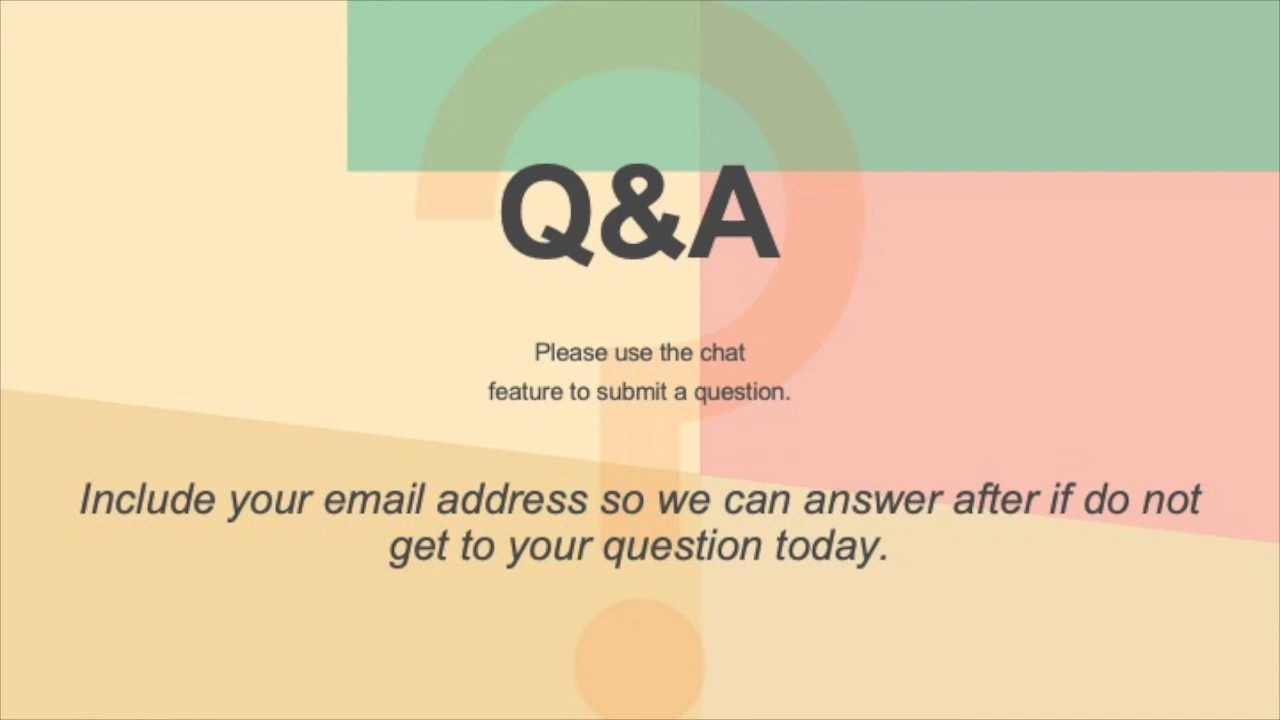 Q&A
Please use the chat
feature to submit a question.
Include your email address so we can answer after if do not
get to your question today.